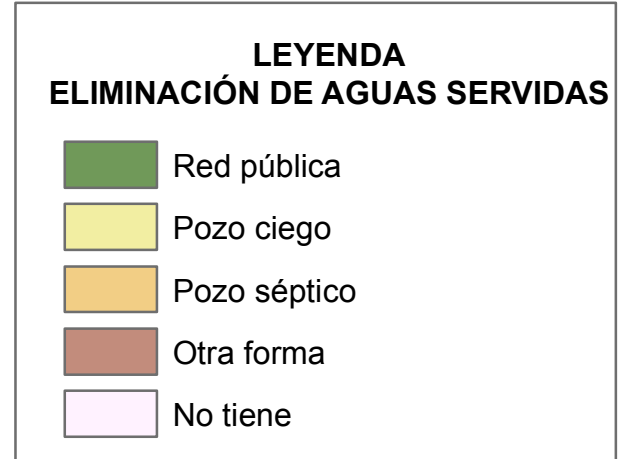 LEYENDA
ELIMINACIÓN DE AGUAS SERVIDAS
Red pública
Pozo ciego
Pozo séptico
Otra forma
No tiene